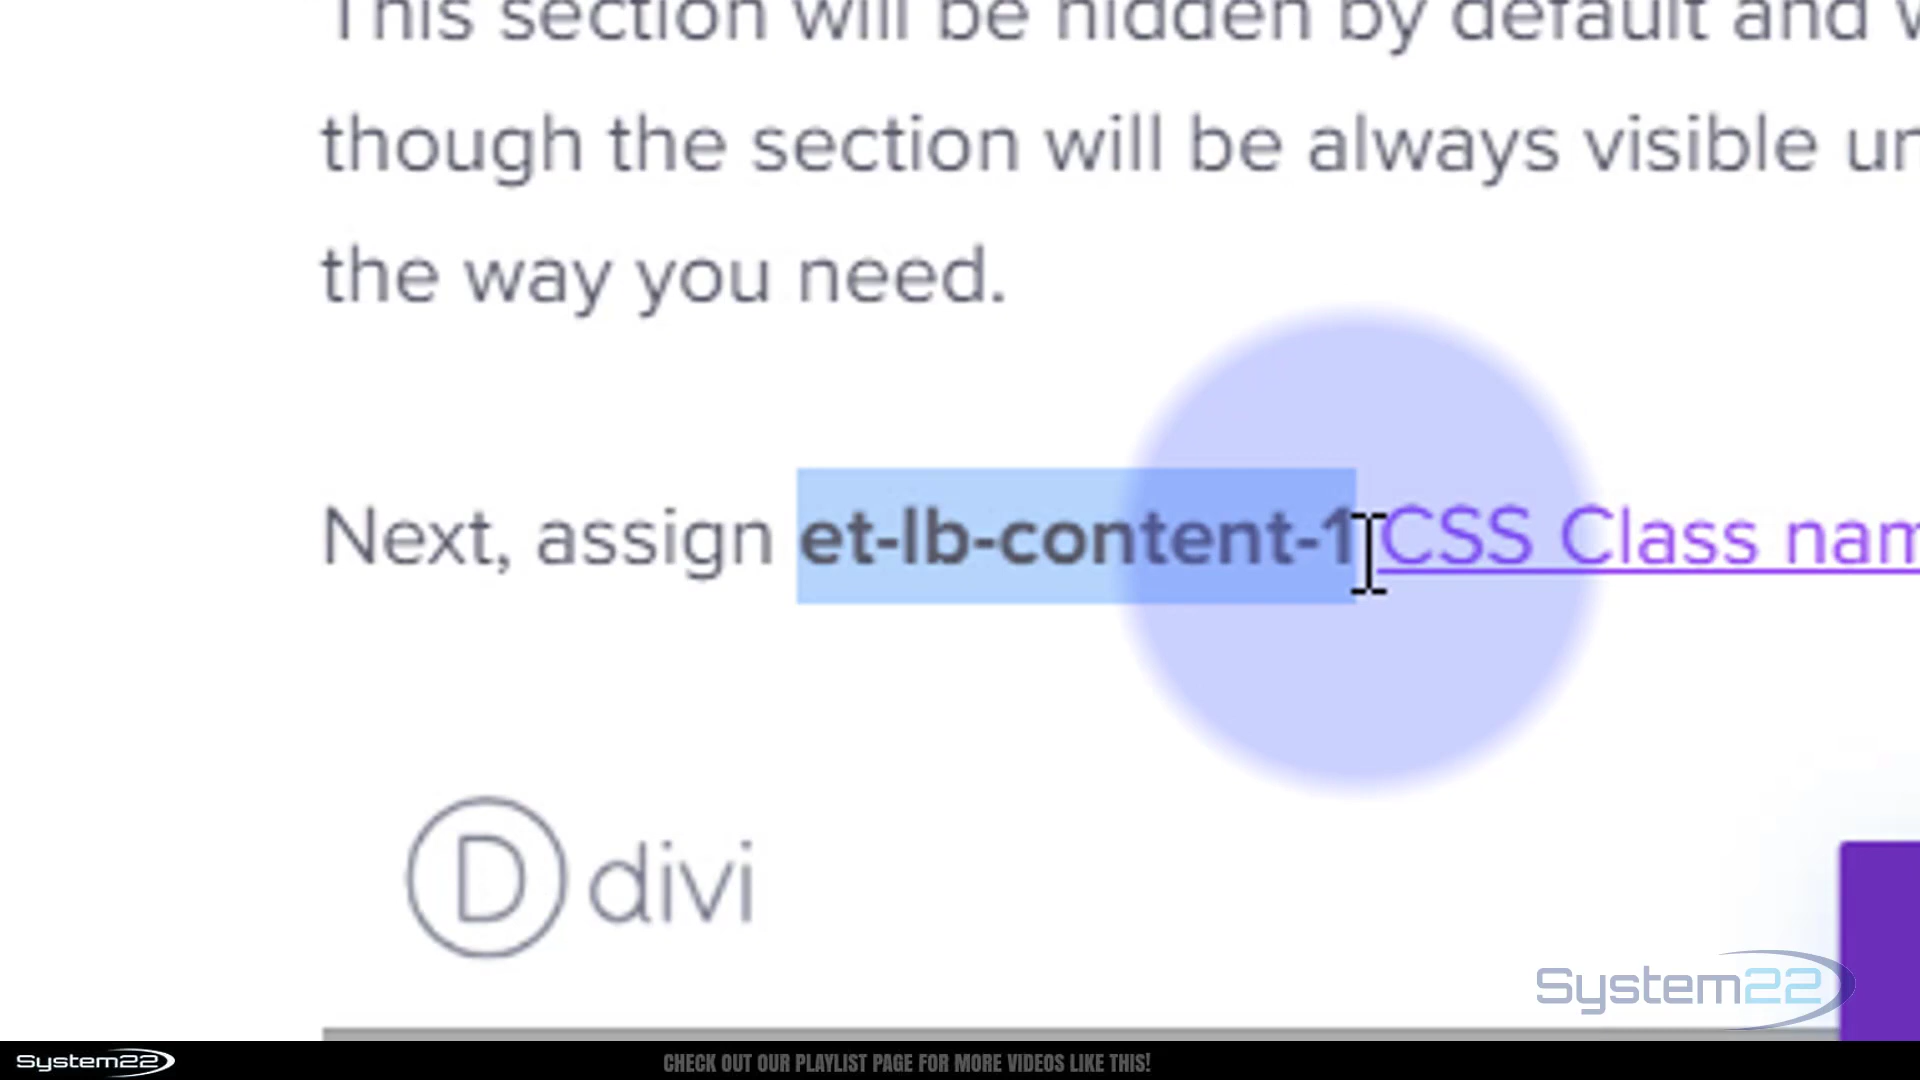 This section will be hidden by default and
though the section will be always visible
the way you need.
Next, assign et-lb-content-1 CSS Class
D divi
System22
System22
CHECK OUT OUR PLAYLIST PAGE FOR MORE VIDEOS LIKE THIS!